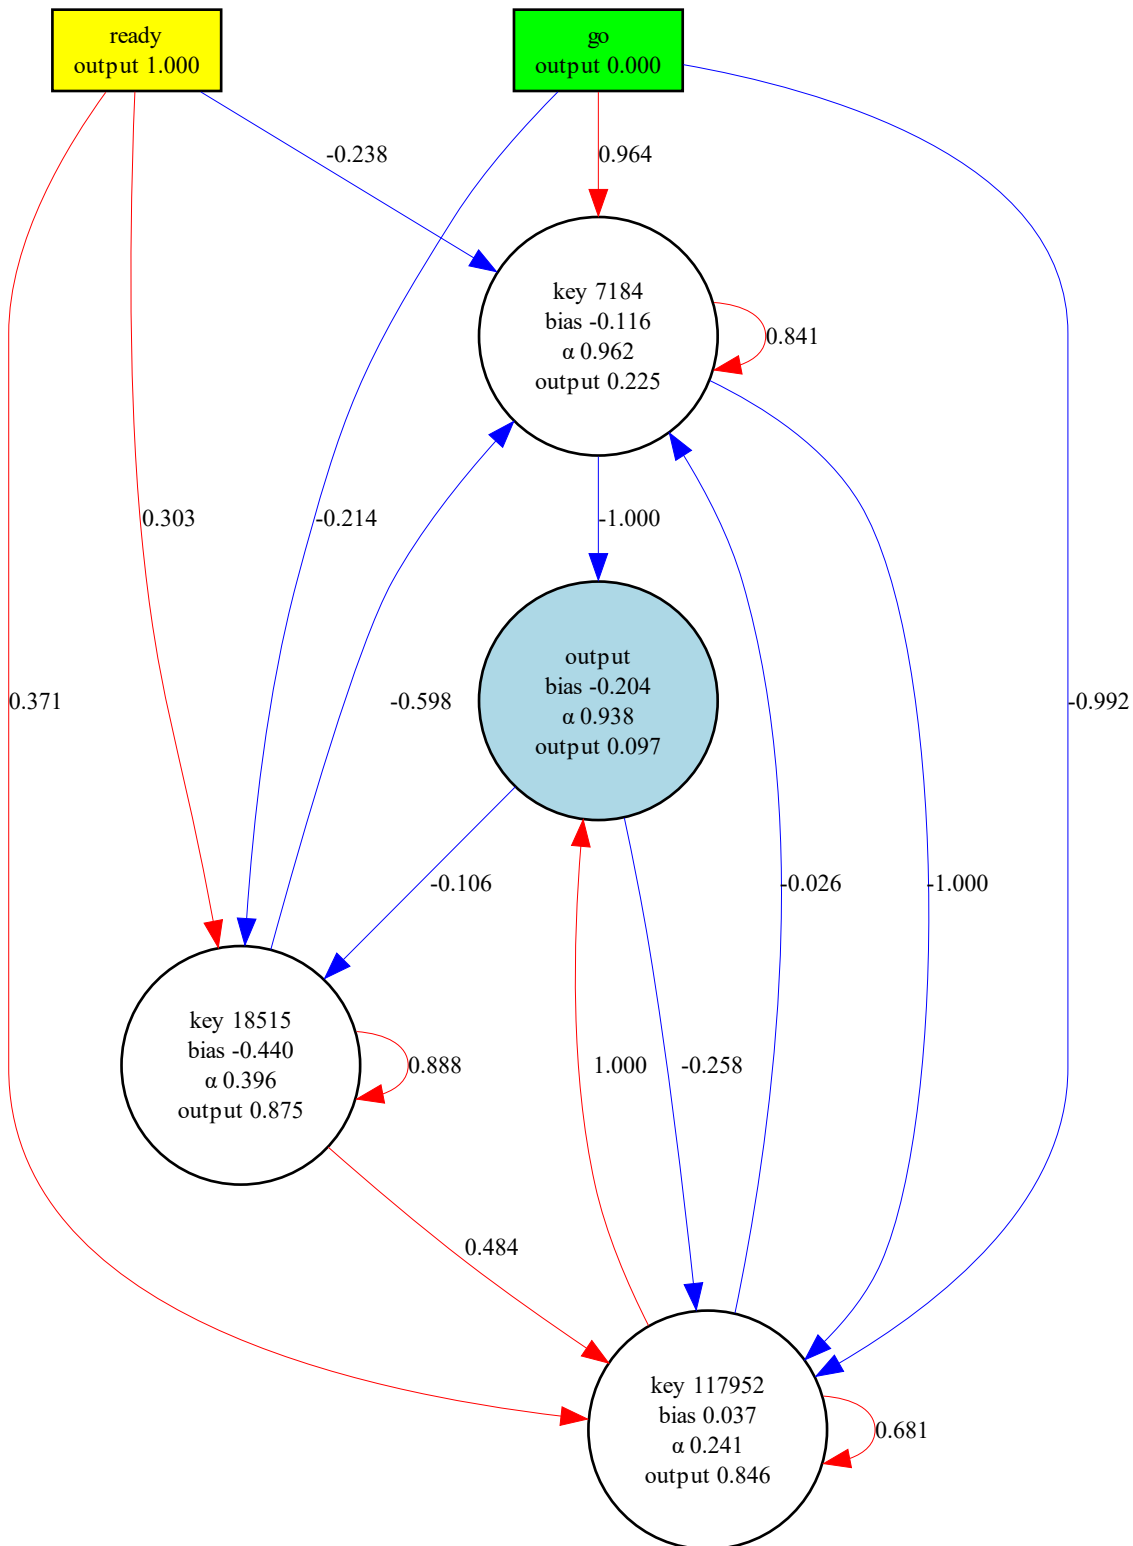 ready
output 1.000
go
output 0.000
-0.238
0.964
key 7184
bias -0.116
α 0.962
output 0.225
0.841
0.303
-0.214
-1.000
output
bias -0.204
α 0.938
output 0.097
0.371
-0.598
-0.992
-0.106
-0.026
-1.000
key 18515
bias -0.440
α 0.396
output 0.875
0.888
1.000
-0.258
0.484
key 117952
bias 0.037
α 0.241
output 0.846
0.681